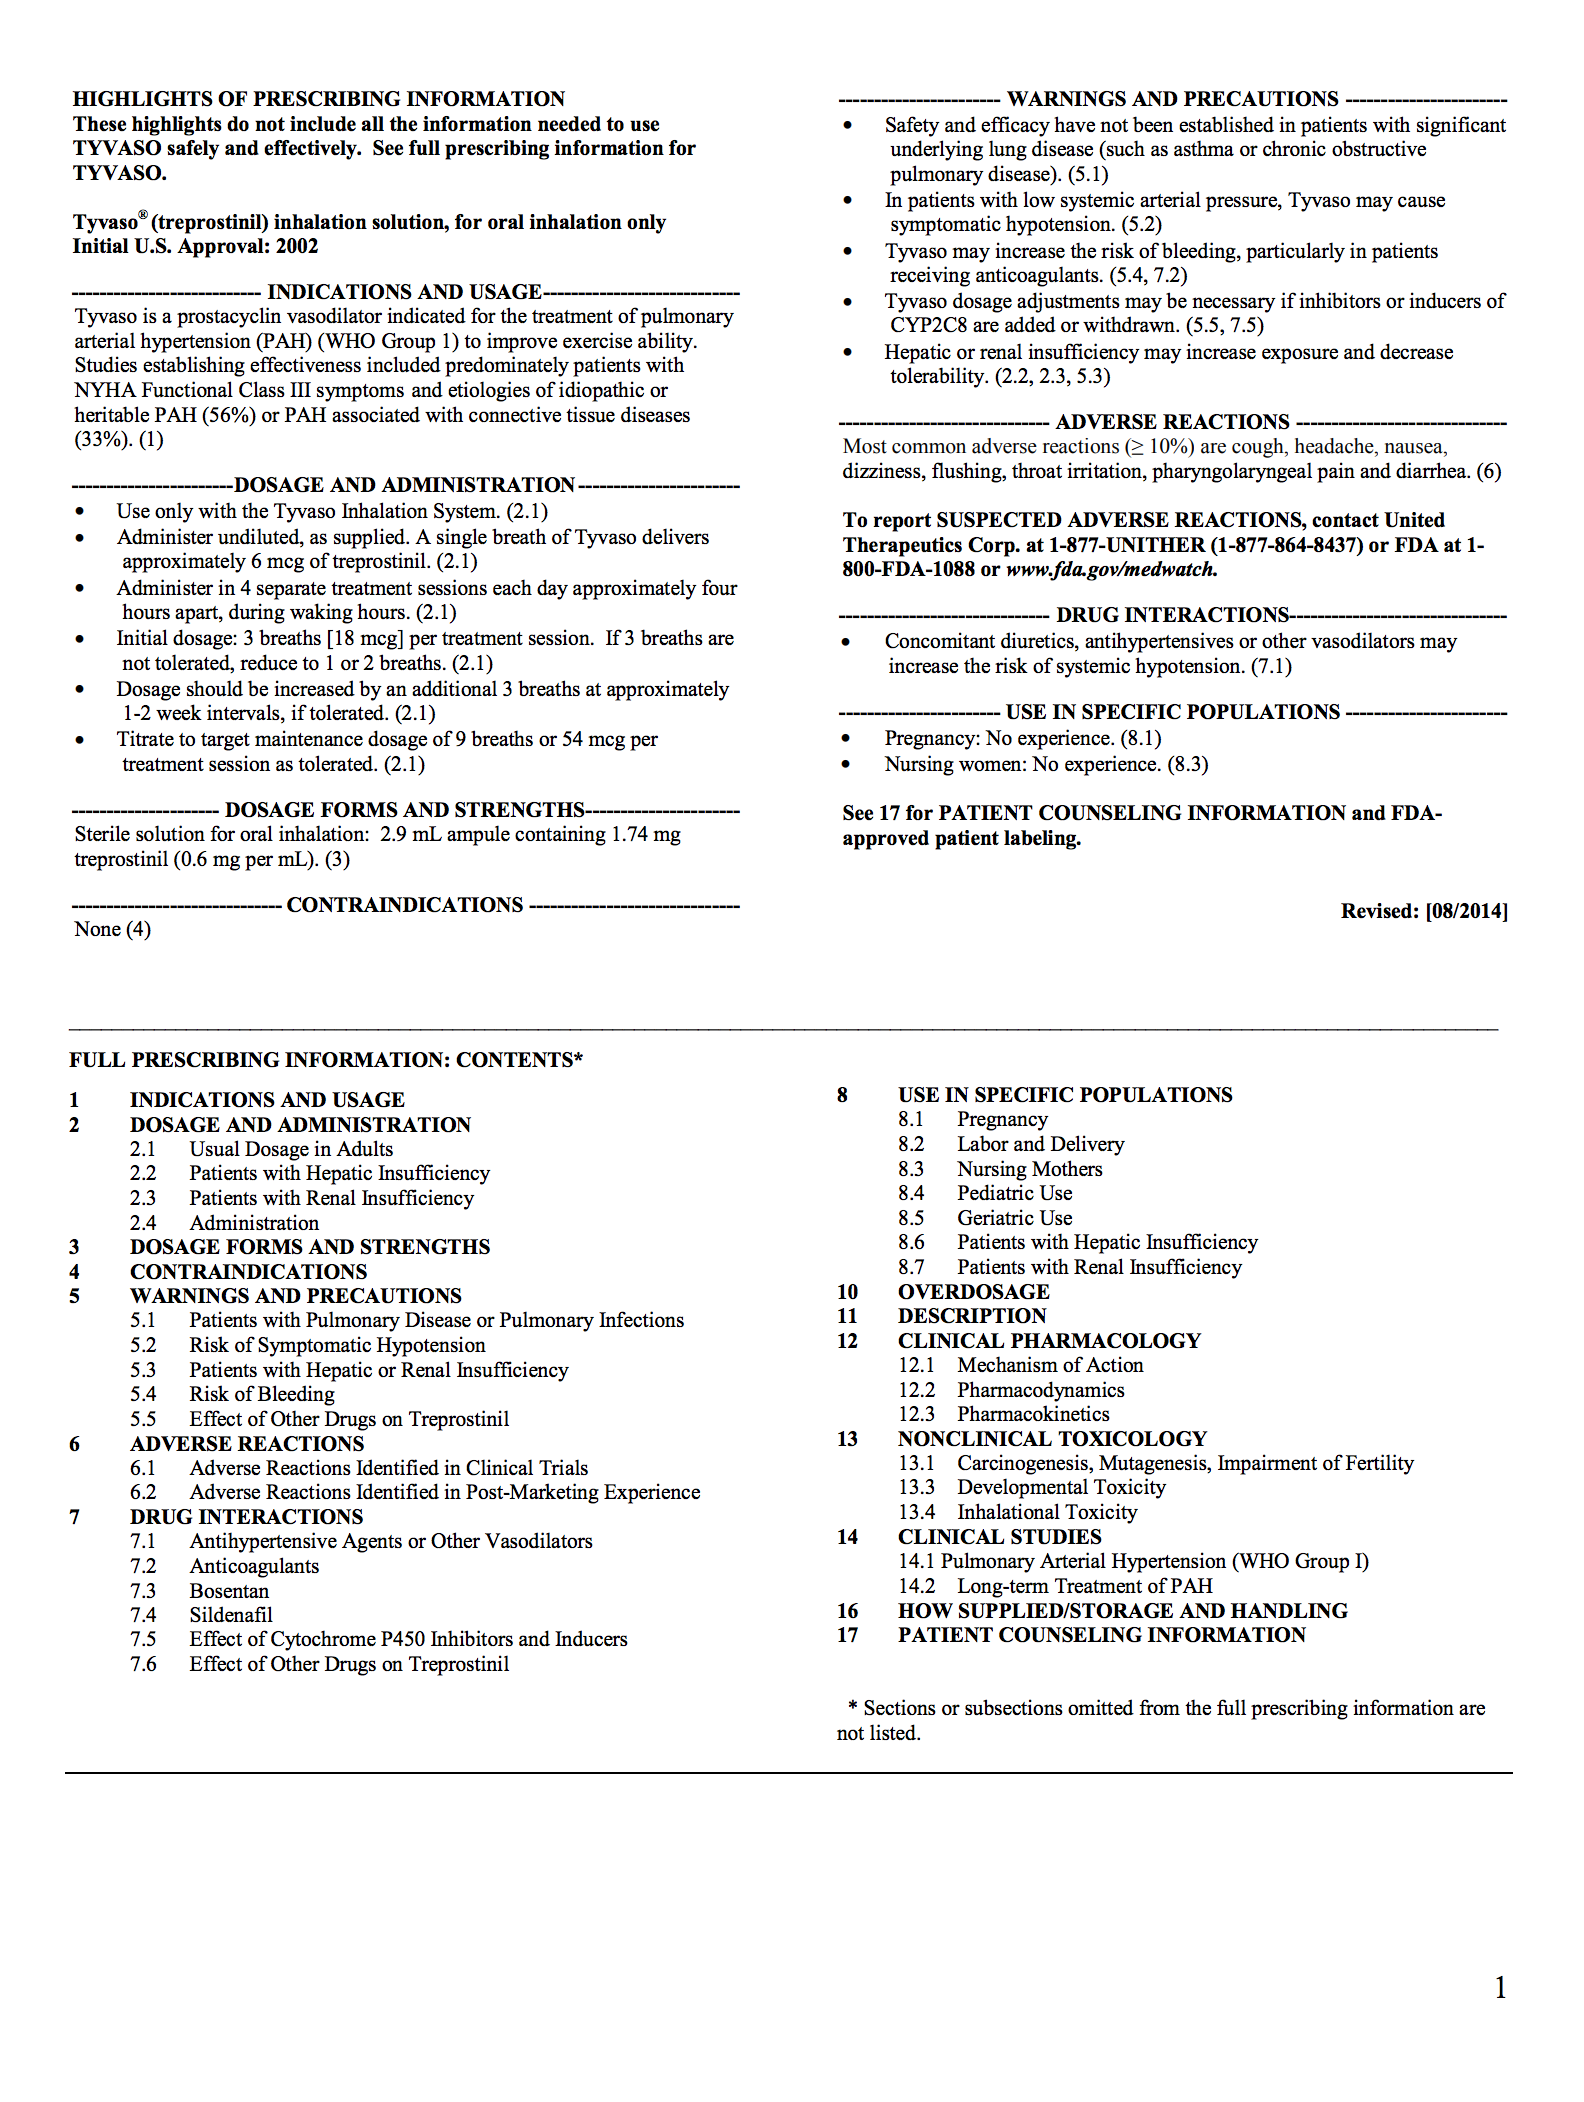 HIGHLIGHTS OF PRESCRIBING INFORMATION
These highlights do not include all the information needed to use
TYVASO safely and effectively.  See full prescribing information for
TYVASO.
Tyvaso® (treprostinil) inhalation solution, for oral inhalation only
Initial U.S. Approval: 2002
--------------------------- INDICATIONS AND USAGE----------------------------
Tyvaso is a prostacyclin vasodilator indicated for the treatment of pulmonary
arterial hypertension (PAH) (WHO Group 1) to improve exercise ability.
Studies establishing effectiveness included predominately patients with
NYHA Functional Class III symptoms and etiologies of idiopathic or
heritable PAH (56%) or PAH associated with connective tissue diseases
(33%). (1)
-----------------------DOSAGE AND ADMINISTRATION-----------------------
• Use only with the Tyvaso Inhalation System. (2.1)
• Administer undiluted, as supplied. A single breath of Tyvaso delivers
approximately 6 mcg of treprostinil. (2.1)
• Administer in 4 separate treatment sessions each day approximately four
hours apart, during waking hours. (2.1)
• Initial dosage: 3 breaths [18 mcg] per treatment session.  If 3 breaths are
not tolerated, reduce to 1 or 2 breaths. (2.1)
• Dosage should be increased by an additional 3 breaths at approximately
1-2 week intervals, if tolerated. (2.1)
• Titrate to target maintenance dosage of 9 breaths or 54 mcg per
treatment session as tolerated. (2.1)
--------------------- DOSAGE FORMS AND STRENGTHS----------------------
Sterile solution for oral inhalation:  2.9 mL ampule containing 1.74 mg
treprostinil (0.6 mg per mL). (3)
------------------------------ CONTRAINDICATIONS ------------------------------
None (4)
----------------------- WARNINGS AND PRECAUTIONS -----------------------
• Safety and efficacy have not been established in patients with significant
underlying lung disease (such as asthma or chronic obstructive
pulmonary disease). (5.1)
• In patients with low systemic arterial pressure, Tyvaso may cause
symptomatic hypotension. (5.2)
• Tyvaso may increase the risk of bleeding, particularly in patients
receiving anticoagulants. (5.4, 7.2)
• Tyvaso dosage adjustments may be necessary if inhibitors or inducers of
CYP2C8 are added or withdrawn. (5.5, 7.5)
• Hepatic or renal insufficiency may increase exposure and decrease
tolerability. (2.2, 2.3, 5.3)
------------------------------ ADVERSE REACTIONS ------------------------------
Most common adverse reactions (≥ 10%) are cough, headache, nausea,
dizziness, flushing, throat irritation, pharyngolaryngeal pain and diarrhea. (6)
To report SUSPECTED ADVERSE REACTIONS, contact United
Therapeutics Corp. at 1-877-UNITHER (1-877-864-8437) or FDA at 1-
800-FDA-1088 or www.fda.gov/medwatch.
------------------------------ DRUG INTERACTIONS-------------------------------
• Concomitant diuretics, antihypertensives or other vasodilators may
increase the risk of systemic hypotension. (7.1)
----------------------- USE IN SPECIFIC POPULATIONS -----------------------
• Pregnancy: No experience. (8.1)
• Nursing women: No experience. (8.3)
See 17 for PATIENT COUNSELING INFORMATION and FDA-
approved patient labeling.
Revised: [08/2014]
FULL PRESCRIBING INFORMATION: CONTENTS*
1 INDICATIONS AND USAGE
2 DOSAGE AND ADMINISTRATION
2.1 Usual Dosage in Adults
2.2 Patients with Hepatic Insufficiency
2.3 Patients with Renal Insufficiency
2.4 Administration
3 DOSAGE FORMS AND STRENGTHS
4 CONTRAINDICATIONS
5 WARNINGS AND PRECAUTIONS
5.1 Patients with Pulmonary Disease or Pulmonary Infections
5.2 Risk of Symptomatic Hypotension
5.3 Patients with Hepatic or Renal Insufficiency
5.4 Risk of Bleeding
5.5 Effect of Other Drugs on Treprostinil
6 ADVERSE REACTIONS
6.1 Adverse Reactions Identified in Clinical Trials
6.2 Adverse Reactions Identified in Post-Marketing Experience
7 DRUG INTERACTIONS
7.1 Antihypertensive Agents or Other Vasodilators
7.2 Anticoagulants
7.3 Bosentan
7.4 Sildenafil
7.5 Effect of Cytochrome P450 Inhibitors and Inducers
7.6 Effect of Other Drugs on Treprostinil
8 USE IN SPECIFIC POPULATIONS
8.1 Pregnancy
8.2 Labor and Delivery
8.3 Nursing Mothers
8.4 Pediatric Use
8.5 Geriatric Use
8.6 Patients with Hepatic Insufficiency
8.7 Patients with Renal Insufficiency
10 OVERDOSAGE
11 DESCRIPTION
12 CLINICAL PHARMACOLOGY
12.1 Mechanism of Action
12.2 Pharmacodynamics
12.3 Pharmacokinetics
13 NONCLINICAL TOXICOLOGY
13.1 Carcinogenesis, Mutagenesis, Impairment of Fertility
13.3 Developmental Toxicity
13.4 Inhalational Toxicity
14 CLINICAL STUDIES
14.1 Pulmonary Arterial Hypertension (WHO Group I)
14.2 Long-term Treatment of PAH
16 HOW SUPPLIED/STORAGE AND HANDLING
17 PATIENT COUNSELING INFORMATION
* Sections or subsections omitted from the full prescribing information are
not listed.
1